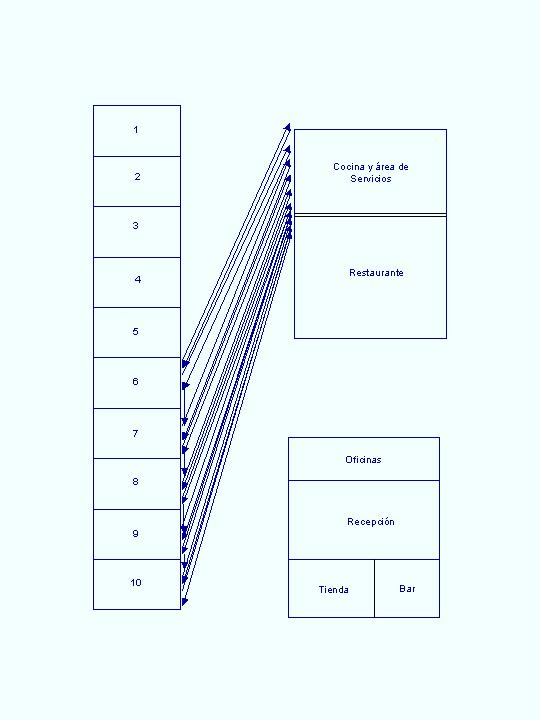 1
2
3
4
5
6
7
8
9
10
Cocina y área de
Servicios
Restaurante
Oficinas
Recepción
Tienda
Bar